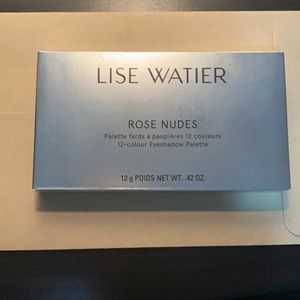 LISE WATIER
ROSE NUDES
Palette fards à paupières 12 couleurs
12-colour Eyeshadow Palette
12 g POIDS NET WT. .42 OZ.